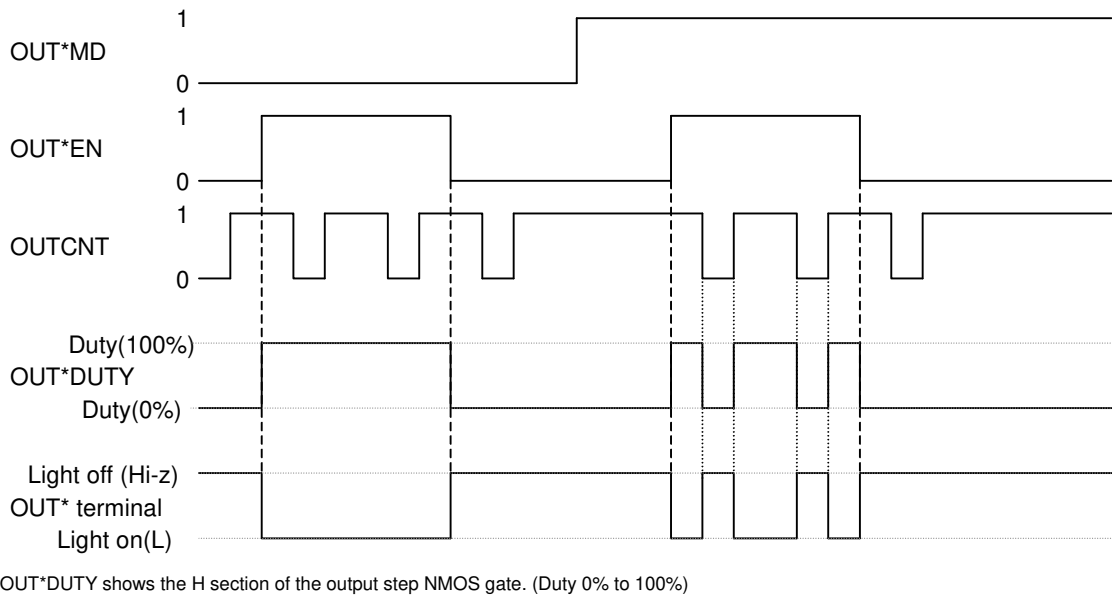 1
OUT*MD
0
1
OUT*EN
0
1
OUTCNT
0
Duty(100%)
OUT*DUTY
Duty(0%)
Light off (Hi-z)
OUT* terminal
Light on(L)
OUT*DUTY shows the H section of the output step NMOS gate. (Duty 0% to 100%)